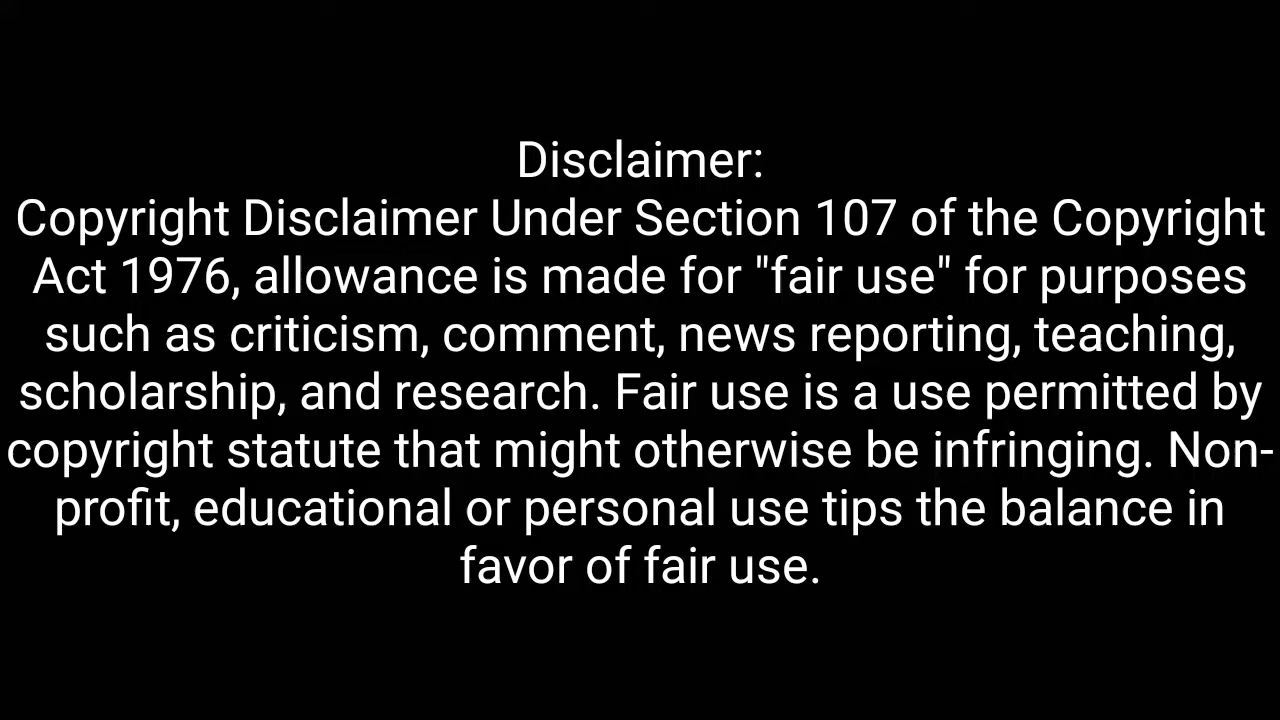 Disclaimer:
Copyright Disclaimer Under Section 107 of the Copyright
Act 1976, allowance is made for "fair use" for purposes
such as criticism, comment, news reporting, teaching,
scholarship, and research. Fair use is a use permitted by
copyright statute that might otherwise be infringing. Non-
profit, educational or personal use tips the balance in
favor of fair use.